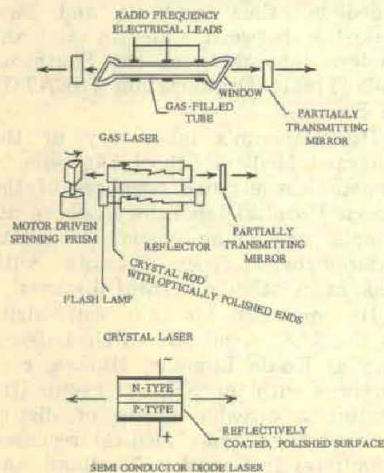 RADIO FREQUENCY
ELECTRICAL LEADS
WINDOW
GAS-FILLED
TUBE
PARTIALLY
TRANSMITTING
MIRROR
GAS LASER
MOTOR DRIVEN
SPINNING PRISM
REFLECTOR
PARTIALLY
TRANSMITTING
MIRROR
CRYSTAL ROD
WITH OPTICALLY POLISHED ENDS
FLASH LAMP
CRYSTAL LASER
-
N-TYPE
P-TYPE
+
REFLECTIVELY
COATED, POLISHED SURFACE
SEMI CONDUCTOR DIODE LASER